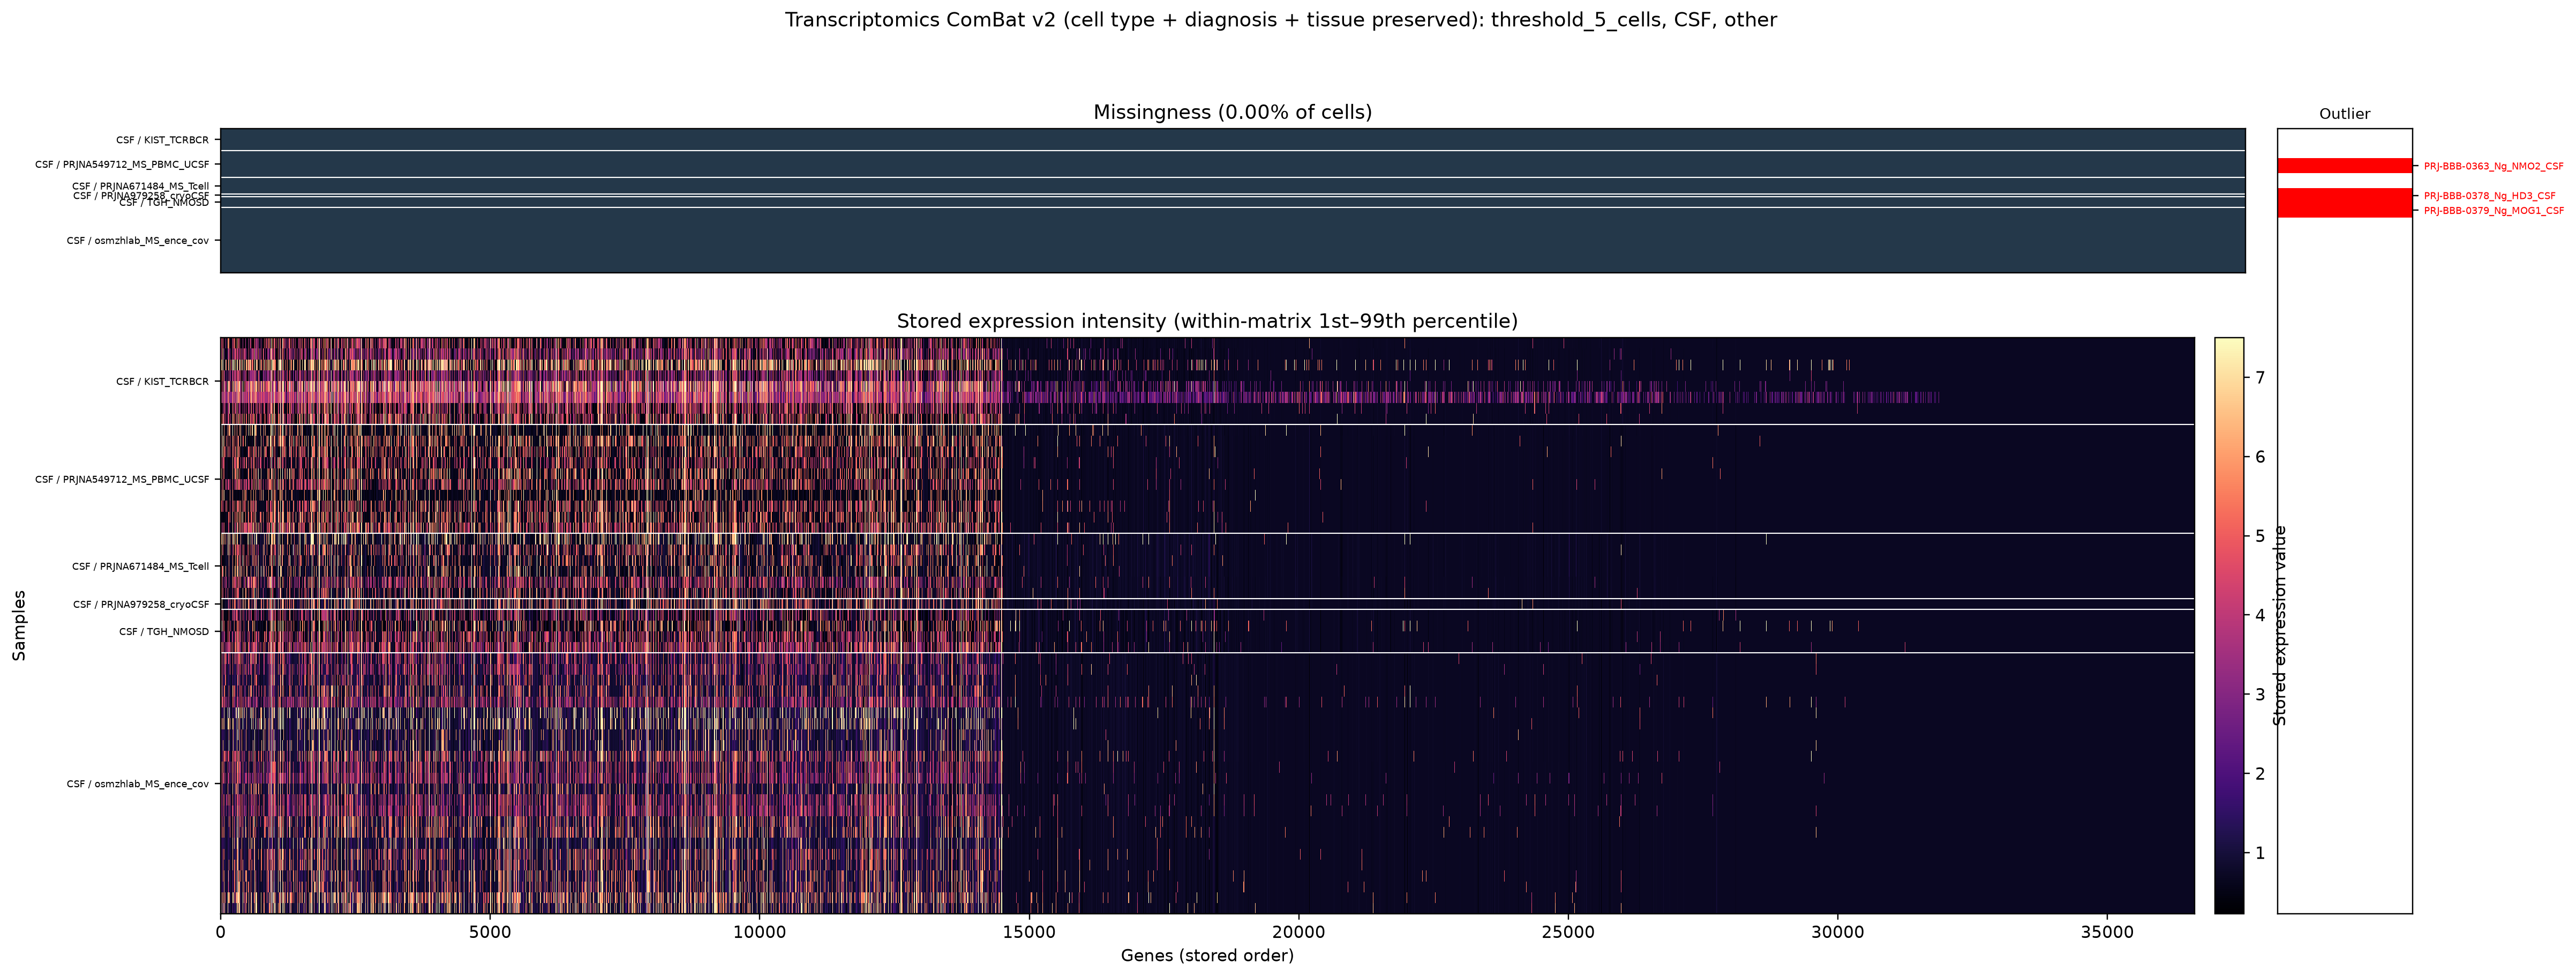 Transcriptomics ComBat v2 (cell type + diagnosis + tissue preserved): threshold_5_cells, CSF, other
Missingness (0.00% of cells)
Outlier
CSF / KIST_TCRBCR
CSF / PRJNA549712_MS_PBMC_UCSF
CSF / PRJNA671484_MS_Tcell
CSF / PRJNA979258_cryoCSF
CSF / TGH_NMOSD
CSF / osmzhlab_MS_ence_cov
PRJ-BBB-0363_Ng_NMO2_CSF
PRJ-BBB-0378_Ng_HD3_CSF
PRJ-BBB-0379_Ng_MOG1_CSF
Stored expression intensity (within-matrix 1st–99th percentile)
Samples
CSF / KIST_TCRBCR
CSF / PRJNA549712_MS_PBMC_UCSF
CSF / PRJNA671484_MS_Tcell
CSF / PRJNA979258_cryoCSF
CSF / TGH_NMOSD
CSF / osmzhlab_MS_ence_cov
7
6
5
4
3
2
1
Stored expression value
0 5000 10000 15000 20000 25000 30000 35000
Genes (stored order)